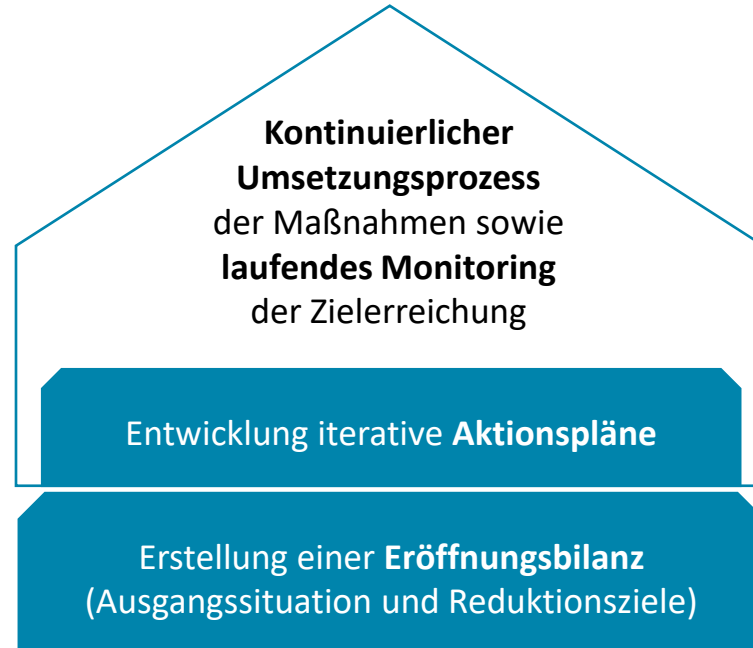 Kontinuierlicher
Umsetzungsprozess
der Maßnahmen sowie
laufendes Monitoring
der Zielerreichung
Entwicklung iterative Aktionspläne
Erstellung einer Eröffnungsbilanz
(Ausgangssituation und Reduktionsziele)